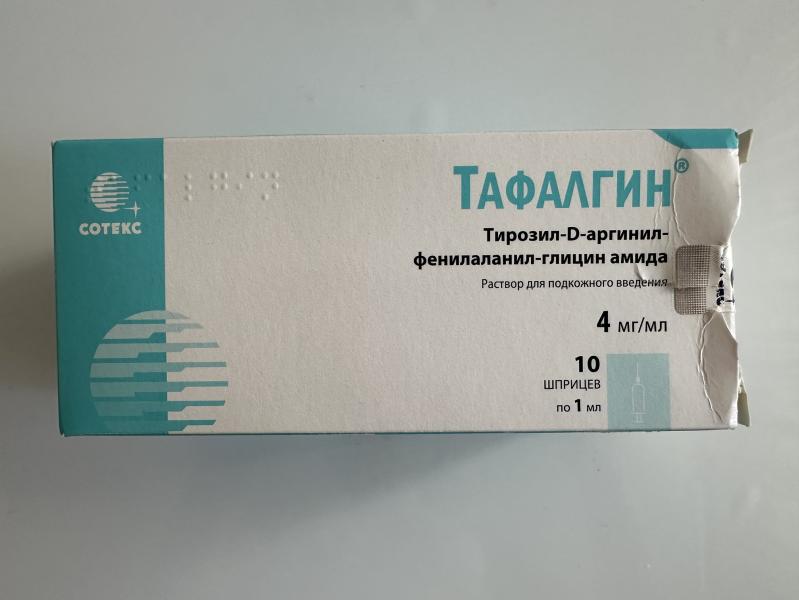 СОТЕКС
ТАФАЛГИН®
Тирозил-D-аргинил-
фенилаланил-глицин амида
Раствор для подкожного введения
4 мг/мл
10
ШПРИЦЕВ
по 1 мл